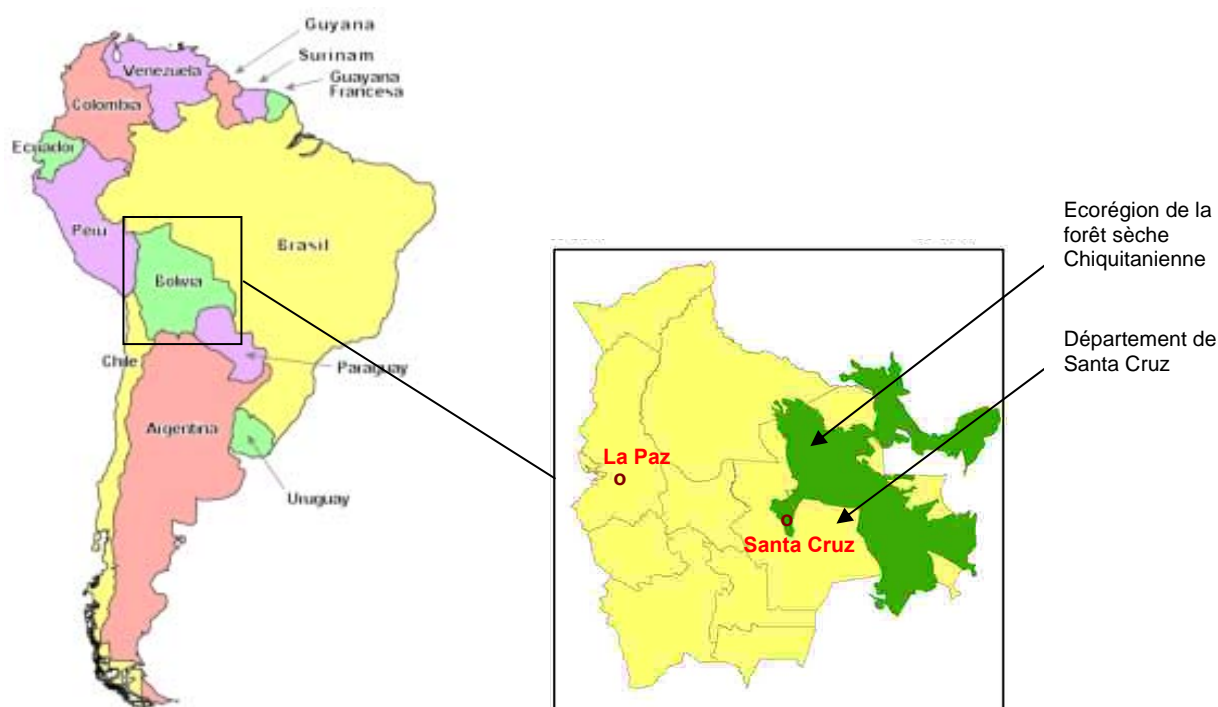 Guyana
Surinam
Guayana
Francesa
Venezuela
Colombia
Ecuador
Perú
Brasil
Bolivia
Chile
Paraguay
Argentina
Uruguay
Ecorégion de la
forêt sèche
Chiquitanienne
Département de
Santa Cruz
La Paz
o
o
Santa Cruz